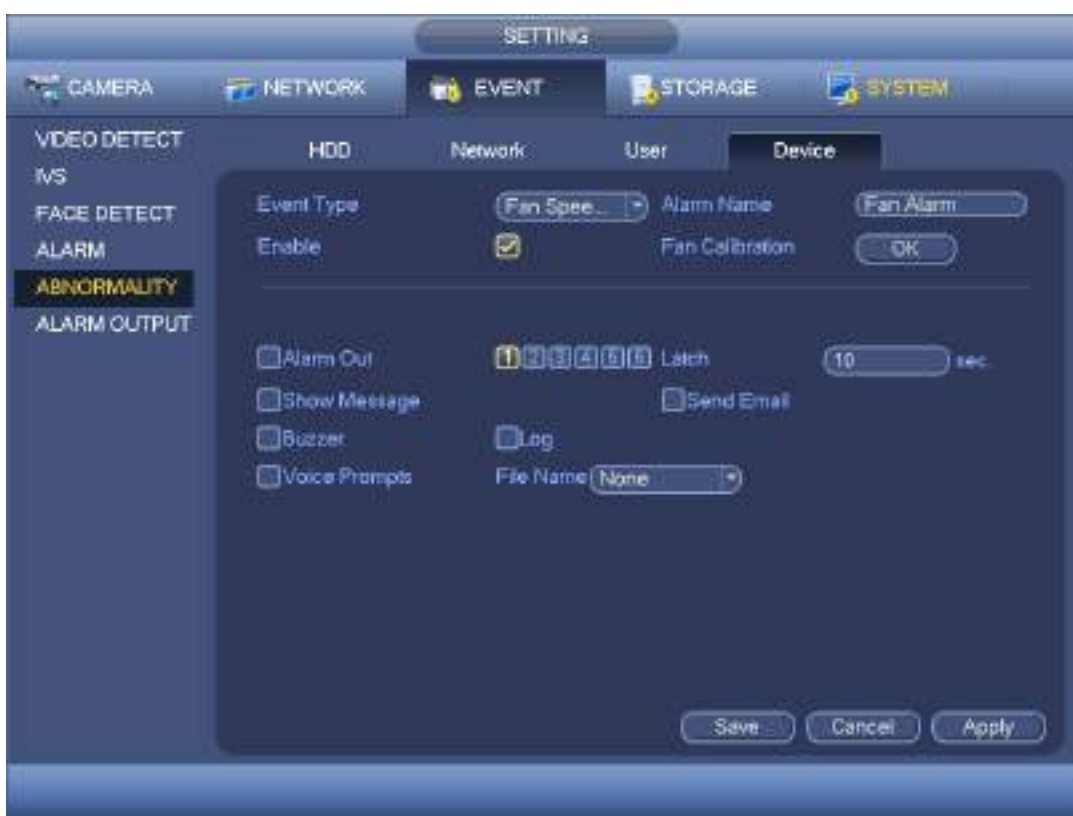 SETTING
CAMERA NETWORK EVENT STORAGE SYSTEM
VIDEO DETECT
IVS
FACE DETECT
ALARM
ABNORMALITY
ALARM OUTPUT
HDD Network User Device
Event Type Fan Spee... Alarm Name Fan Alarm
Enable Fan Calibration OK
Alarm Out 1 2 3 4 5 6 Latch 10 sec.
Show Message Send Email
Buzzer Log
Voice Prompts File Name None
Save Cancel Apply